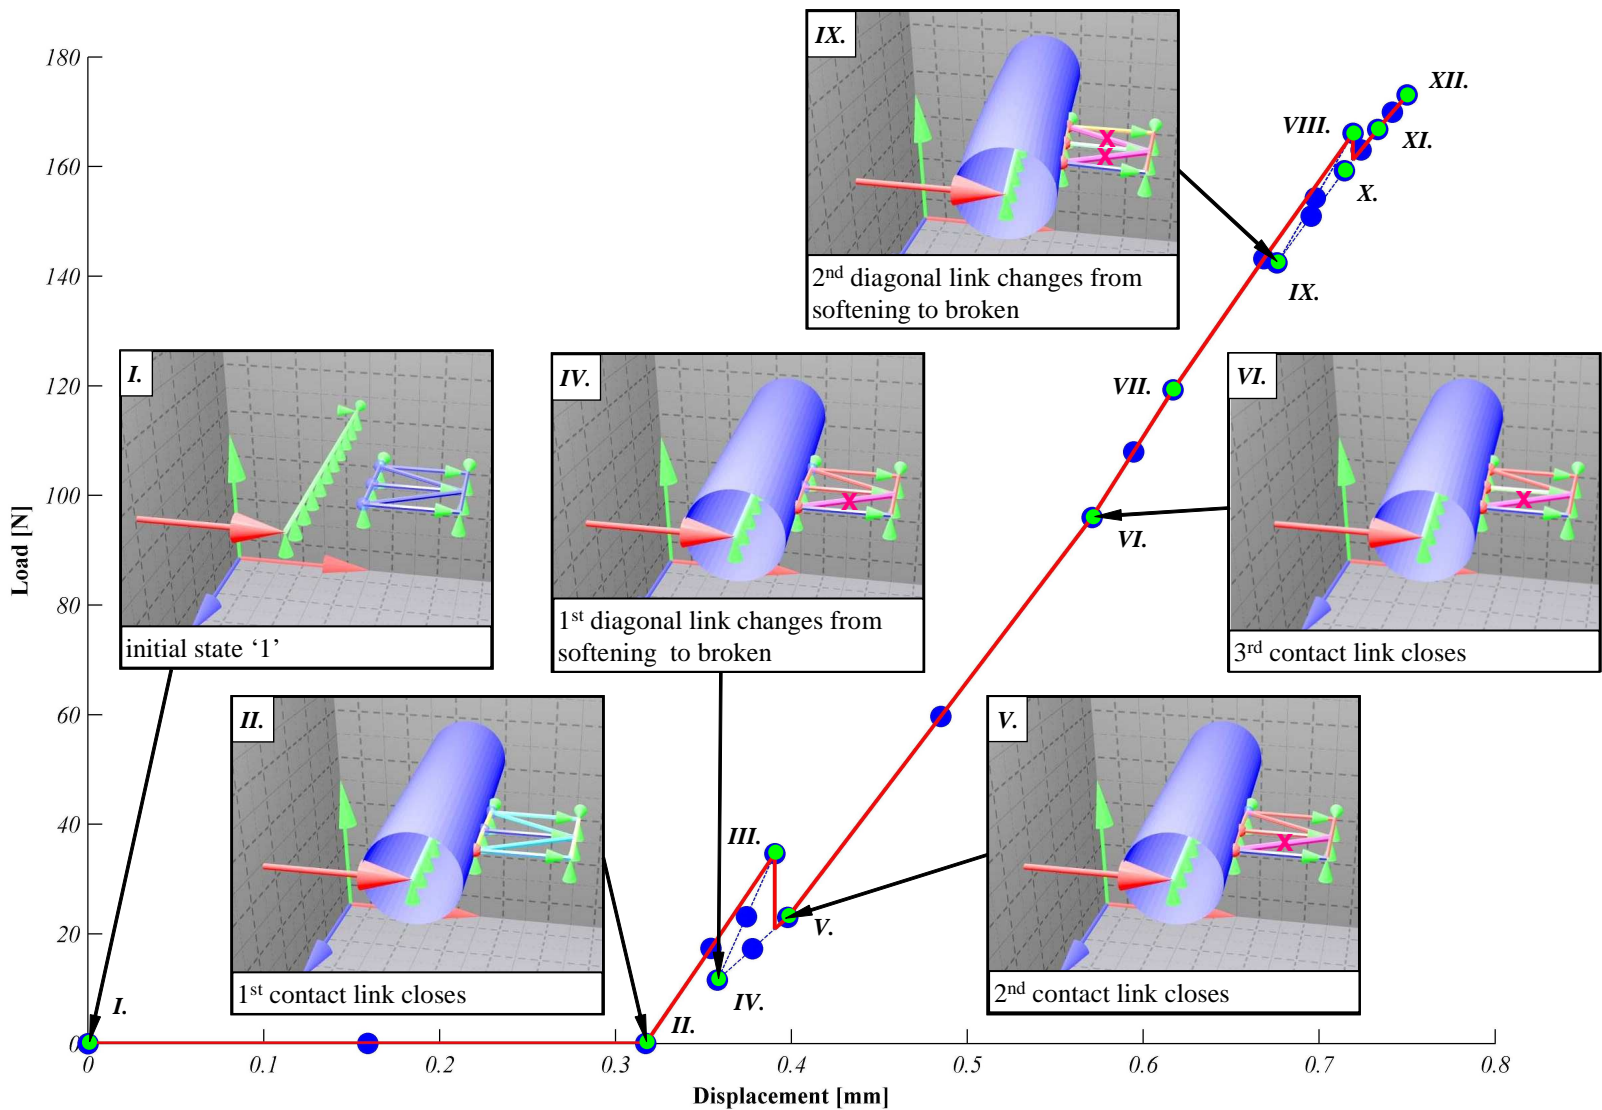 IX.
180
XII.
VIII.
XI.
160
X.
2nd diagonal link changes from
softening to broken
140
IX.
I.
IV.
VI.
120
VII.
100
VI.
Load [N]
80
1st diagonal link changes from
softening to broken
initial state ‘1’
3rd contact link closes
60
II.
V.
40
III.
20
V.
1st contact link closes
IV.
2nd contact link closes
I.
II.
0
0
0.1
0.2
0.3
0.4
0.5
0.6
0.7
0.8
Displacement [mm]
X
X
X
X
X